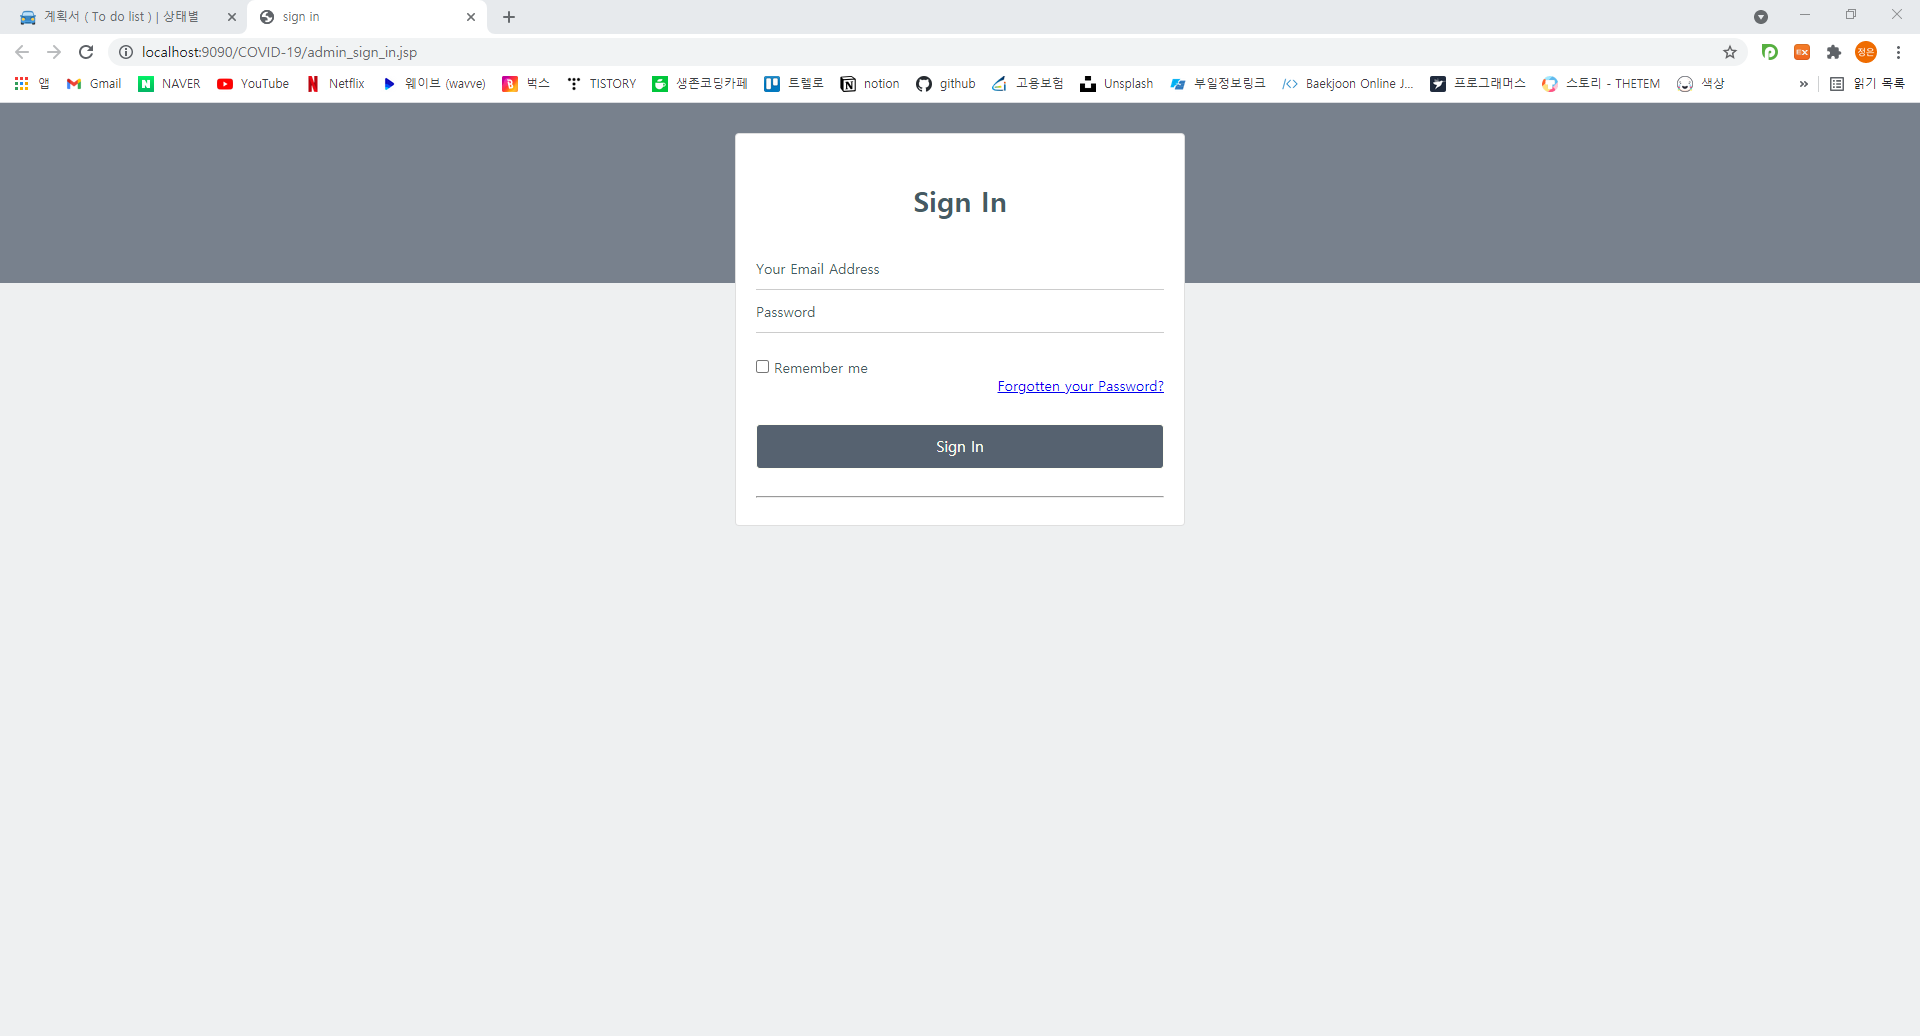 계획서 ( To do list ) | 상태별
sign in
localhost:9090/COVID-19/admin_sign_in.jsp
EX
정은
앱
Gmail
NAVER
YouTube
Netflix
웨이브 (wavve)
벅스
TISTORY
생존코딩카페
트렐로
notion
github
고용보험
Unsplash
부일정보링크
Baekjoon Online J...
프로그래머스
스토리 - THETEM
색상
»
읽기 목록
Sign In
Your Email Address
Password
Remember me
Forgotten your Password?
Sign In